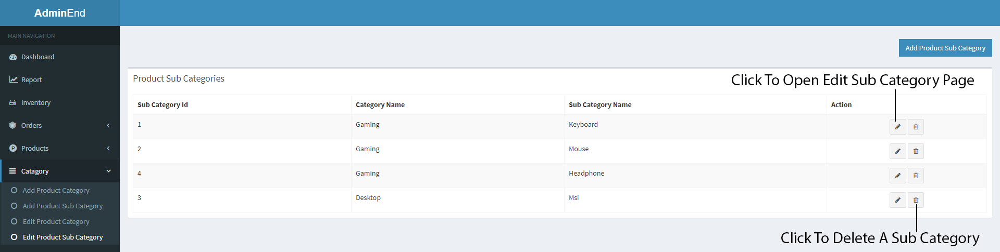 AdminEnd
MAIN NAVIGATION
Dashboard
Report
Inventory
Orders
Products
Catagory
Add Product Category
Add Product Sub Category
Edit Product Category
Edit Product Sub Category
Add Product Sub Category
Product Sub Categories
Click To Open Edit Sub Category Page
Sub Category Id Category Name Sub Category Name Action
1 Gaming Keyboard
2 Gaming Mouse
4 Gaming Headphone
3 Desktop Msi
Click To Delete A Sub Category